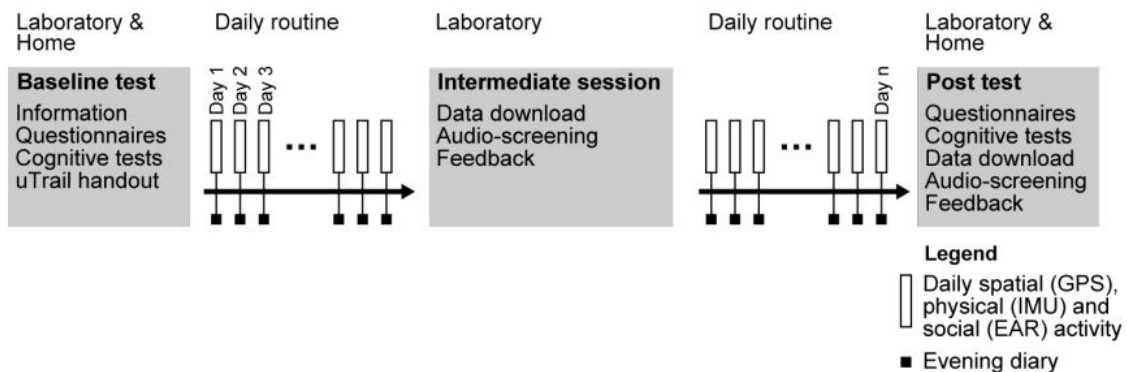 Laboratory &
Home
Daily routine
Laboratory
Daily routine
Laboratory &
Home
Baseline test
Information
Questionnaires
Cognitive tests
uTrail handout
Day 1
Day 2
Day 3
...
Intermediate session
Data download
Audio-screening
Feedback
...
Day n
Post test
Questionnaires
Cognitive tests
Data download
Audio-screening
Feedback
Legend
Daily spatial (GPS),
physical (IMU) and
social (EAR) activity
Evening diary